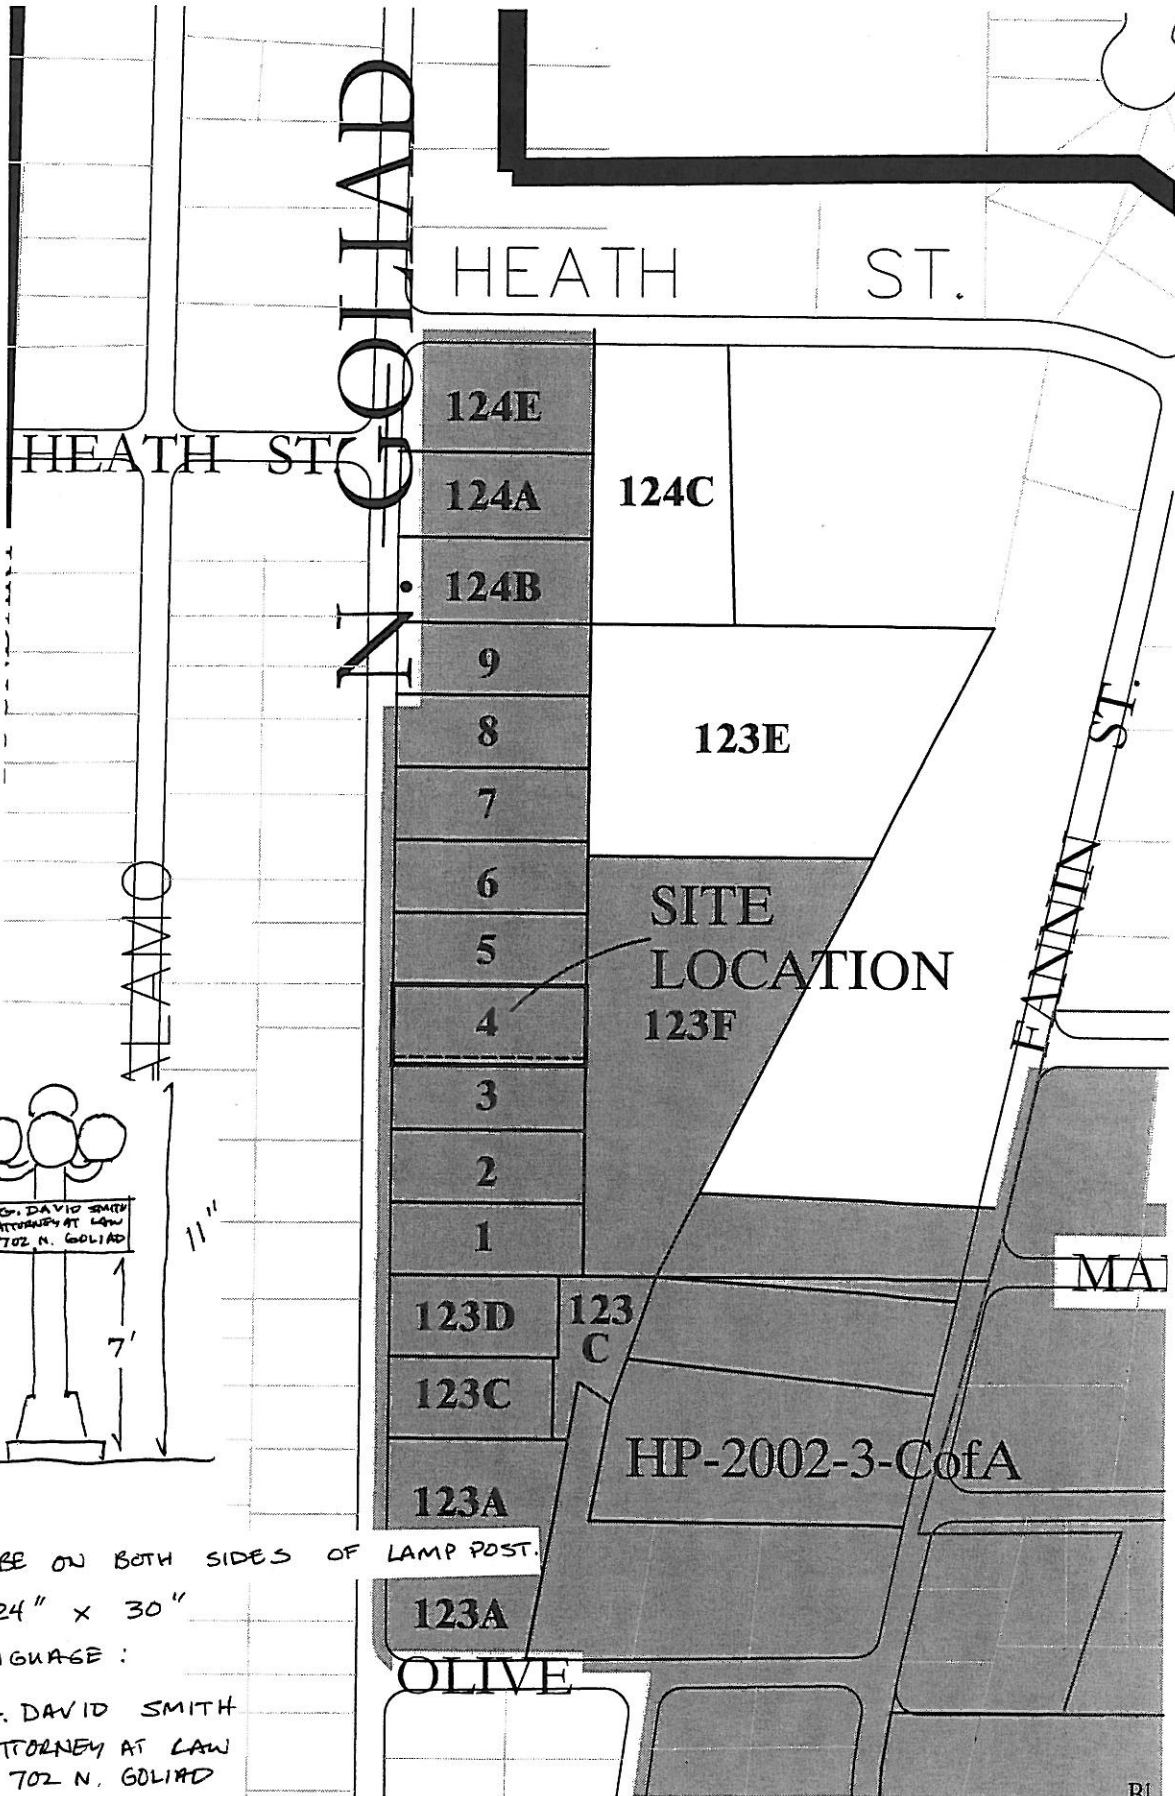 N. GOLIAD
HEATH ST.
HEATH ST.
124E
124A
124C
124B
9
8
123E
7
6
SITE
LOCATION
5
4
123F
3
2
1
ALAMO
FANNIN ST.
G. DAVID SMITH
ATTORNEY AT LAW
702 N. GOLIAD
11"
7'
123D
123
C
123C
MA
HP-2002-3-CofA
123A
BE ON BOTH SIDES OF LAMP POST.
24" x 30"
123A
NGUAGE:
OLIVE
. DAVID SMITH
TTORNEY AT LAW
702 N. GOLIAD